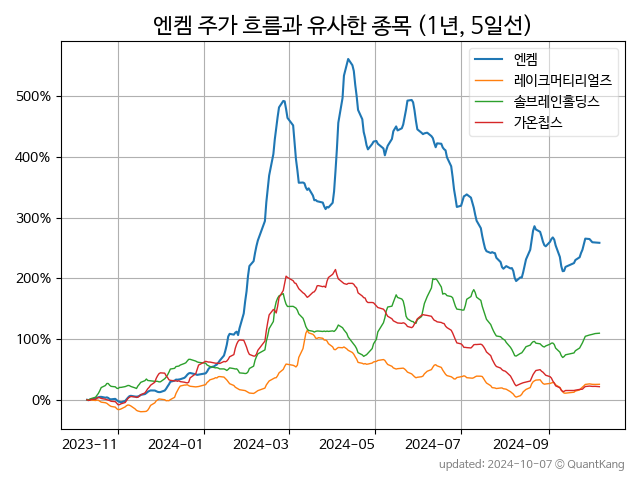 엔켐 주가 흐름과 유사한 종목 (1년, 5일선)
엔켐
레이크머티리얼즈
솔브레인홀딩스
가온칩스
500%
400%
300%
200%
100%
0%
2023-11 2024-01 2024-03 2024-05 2024-07 2024-09
updated: 2024-10-07 © QuantKang